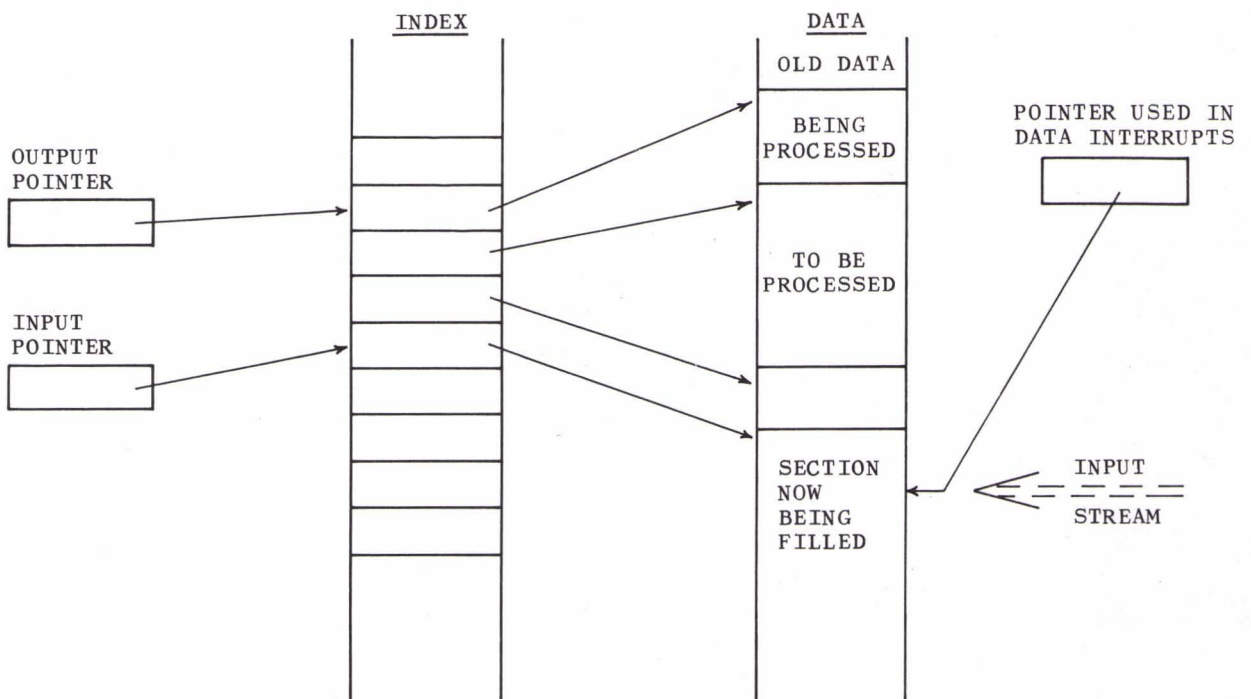 INDEX
DATA
OLD DATA
BEING
PROCESSED
POINTER USED IN
DATA INTERRUPTS
OUTPUT
POINTER
TO BE
PROCESSED
INPUT
POINTER
SECTION
NOW
BEING
FILLED
INPUT
STREAM